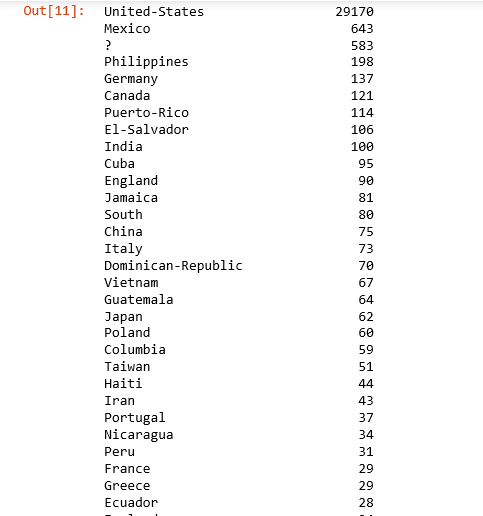 Out[11]: United-States 29170
Mexico 643
? 583
Philippines 198
Germany 137
Canada 121
Puerto-Rico 114
El-Salvador 106
India 100
Cuba 95
England 90
Jamaica 81
South 80
China 75
Italy 73
Dominican-Republic 70
Vietnam 67
Guatemala 64
Japan 62
Poland 60
Columbia 59
Taiwan 51
Haiti 44
Iran 43
Portugal 37
Nicaragua 34
Peru 31
France 29
Greece 29
Ecuador 28